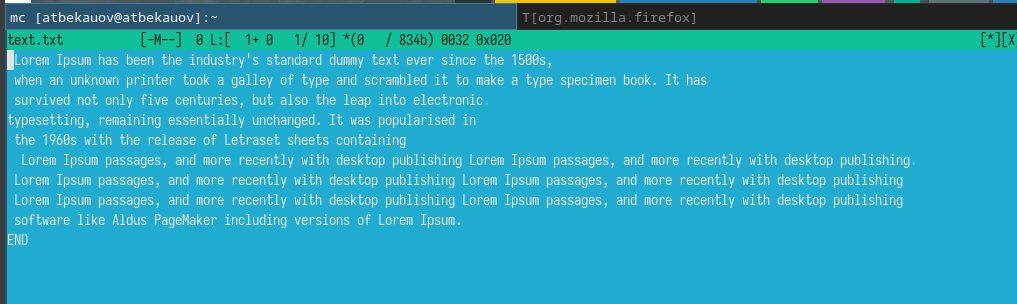 mc [atbekauov@atbekauov]:~
T[org.mozilla.firefox]
text.txt [-M--] 0 L:[ 1+ 0 1/ 10] *(0 / 834b) 0032 0x020 [*][X
Lorem Ipsum has been the industry's standard dummy text ever since the 1500s,
when an unknown printer took a galley of type and scrambled it to make a type specimen book. It has
survived not only five centuries, but also the leap into electronic.
typesetting, remaining essentially unchanged. It was popularised in
the 1960s with the release of Letraset sheets containing
Lorem Ipsum passages, and more recently with desktop publishing Lorem Ipsum passages, and more recently with desktop publishing.
Lorem Ipsum passages, and more recently with desktop publishing Lorem Ipsum passages, and more recently with desktop publishing
Lorem Ipsum passages, and more recently with desktop publishing Lorem Ipsum passages, and more recently with desktop publishing
software like Aldus PageMaker including versions of Lorem Ipsum.
END